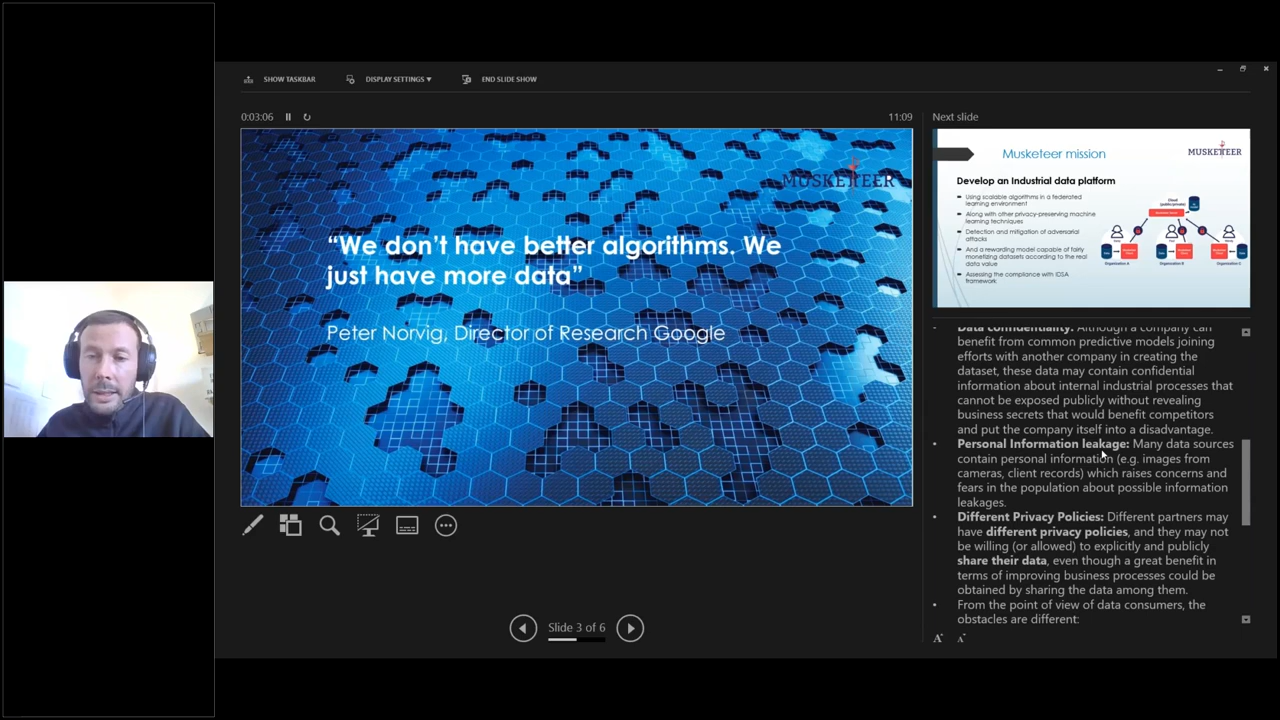 SHOW TASKBAR
DISPLAY SETTINGS ▾
END SLIDE SHOW
0:03:06
11:09
MUSKETEER
“We don’t have better algorithms. We
just have more data”
Peter Norvig, Director of Research Google
Slide 3 of 6
Next slide
Musketeer mission
MUSKETEER
Develop an Industrial data platform
Using scalable algorithms in a federated
learning environment
Along with other privacy-preserving machine
learning techniques
Detection and mitigation of adversarial
attacks
And a rewarding model capable of fairly
monetizing datasets according to the real
data value
Assessing the compliance with IDSA
framework
Cloud
(public/private)
Organization A
Organization B
Organization C
Data confidentiality: Although a company can
benefit from common predictive models joining
efforts with another company in creating the
dataset, these data may contain confidential
information about internal industrial processes that
cannot be exposed publicly without revealing
business secrets that would benefit competitors
and put the company itself into a disadvantage.
Personal Information leakage: Many data sources
contain personal information (e.g. images from
cameras, client records) which raises concerns and
fears in the population about possible information
leakages.
Different Privacy Policies: Different partners may
have different privacy policies, and they may not
be willing (or allowed) to explicitly and publicly
share their data, even though a great benefit in
terms of improving business processes could be
obtained by sharing the data among them.
From the point of view of data consumers, the
obstacles are different: